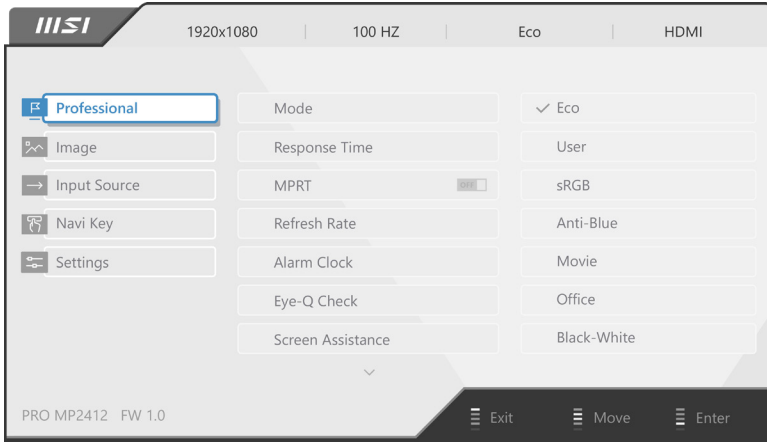 msi 1920x1080 100 HZ Eco HDMI
Professional Mode Eco
Image Response Time User
Input Source MPRT OFF sRGB
Navi Key Refresh Rate Anti-Blue
Settings Alarm Clock Movie
Eye-Q Check Office
Screen Assistance Black-White
PRO MP2412 FW 1.0 Exit Move Enter